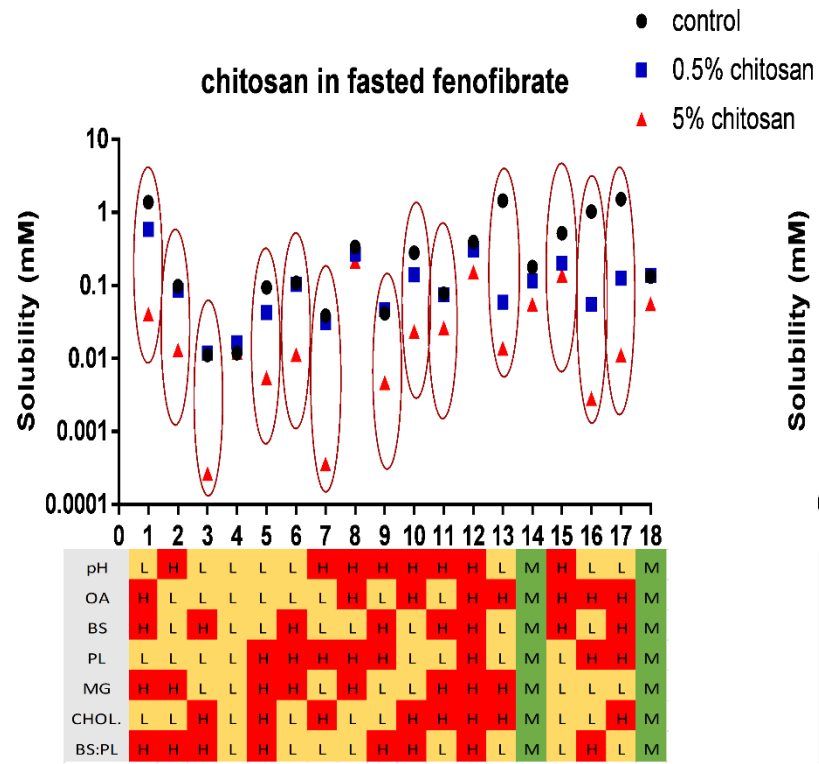 control
0.5% chitosan
5% chitosan
chitosan in fasted fenofibrate
Solubility (mM)
10
1
0.1
0.01
0.001
0.0001
0 1 2 3 4 5 6 7 8 9 10 11 12 13 14 15 16 17 18
pH L H L L L L H H H H H H L M H L L M
OA H L L L L L L H L H L H H M H H H M
BS H L H L L H L L H L H H L M H L H M
PL L L L L H H H H H L L H L M L H H M
MG H H L L H H L H L H H H H M L L L M
CHOL. L L H L H L H L L H H H H M L L H M
BS:PL H H H L H L L L H H L H L M L H L M
Solubility (mM)